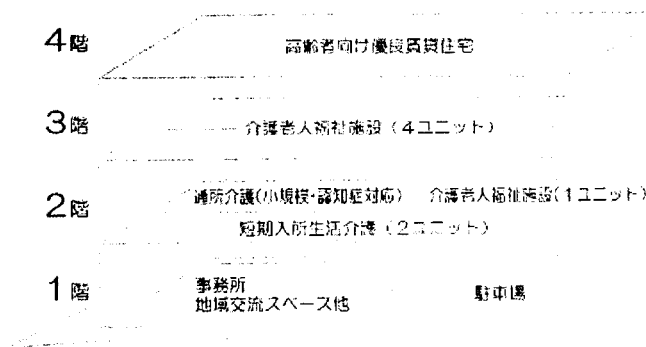 4階
高齢者向け優良賃貸住宅
3階
介護老人福祉施設（4ユニット）
2階
通所介護（小規模・認知症対応） 介護老人福祉施設（1ユニット）
短期入所生活介護（2ユニット）
1階
事務所 駐車場
地域交流スペース他